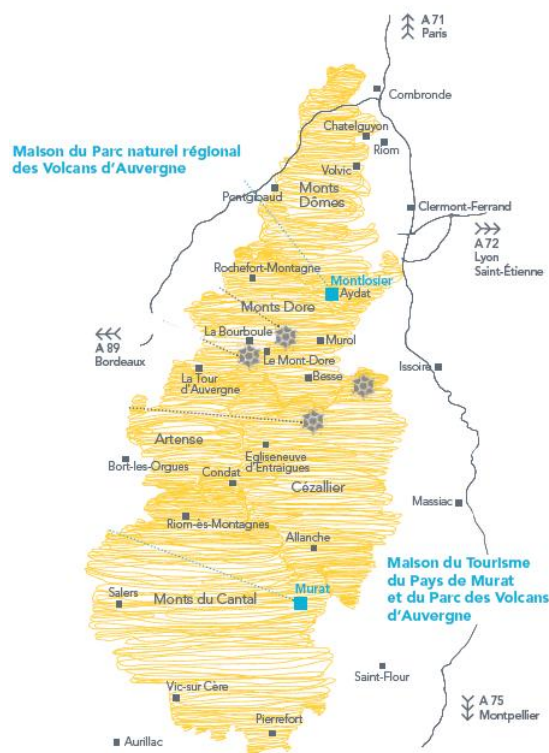 A 71
Paris
Combronde
Chatelguyon
Riom
Maison du Parc naturel régional
des Volcans d'Auvergne
Volvic
Monts
Dômes
Pontgibaud
Clermont-Ferrand
A 72
Lyon
Saint-Étienne
Rochefort-Montagne
Montlosier
Aydat
Monts Dore
A 89
Bordeaux
La Bourboule
Murol
Le Mont-Dore
Issoire
La Tour
d'Auvergne
Besse
Artense
Egliseneuve
d'Entraigues
Bort-les-Orgues
Condat
Cézallier
Massiac
Riom-ès-Montagnes
Allanche
Maison du Tourisme
du Pays de Murat
et du Parc des Volcans
d'Auvergne
Murat
Salers
Monts du Cantal
Saint-Flour
Vic-sur Cère
A 75
Montpellier
Pierrefort
Aurillac